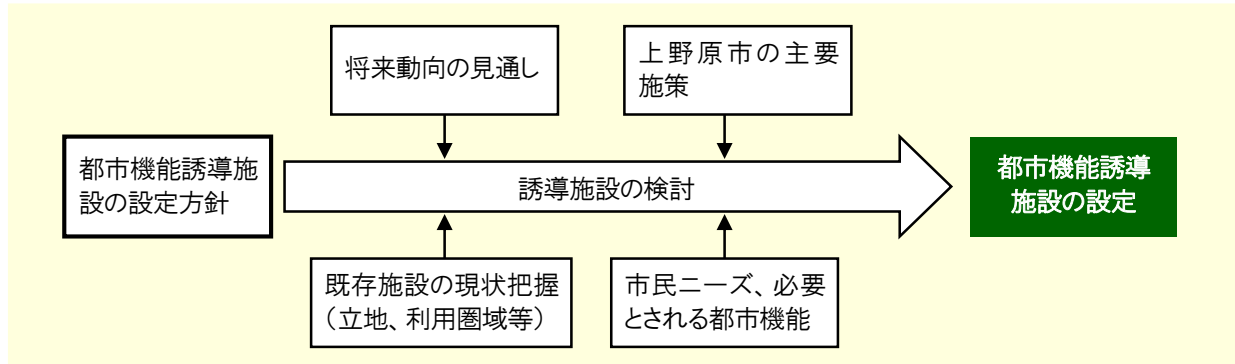 将来動向の見通し
上野原市の主要
施策
都市機能誘導施
設の設定方針
誘導施設の検討
都市機能誘導
施設の設定
既存施設の現状把握
（立地、利用圏域等）
市民ニーズ、必要
とされる都市機能